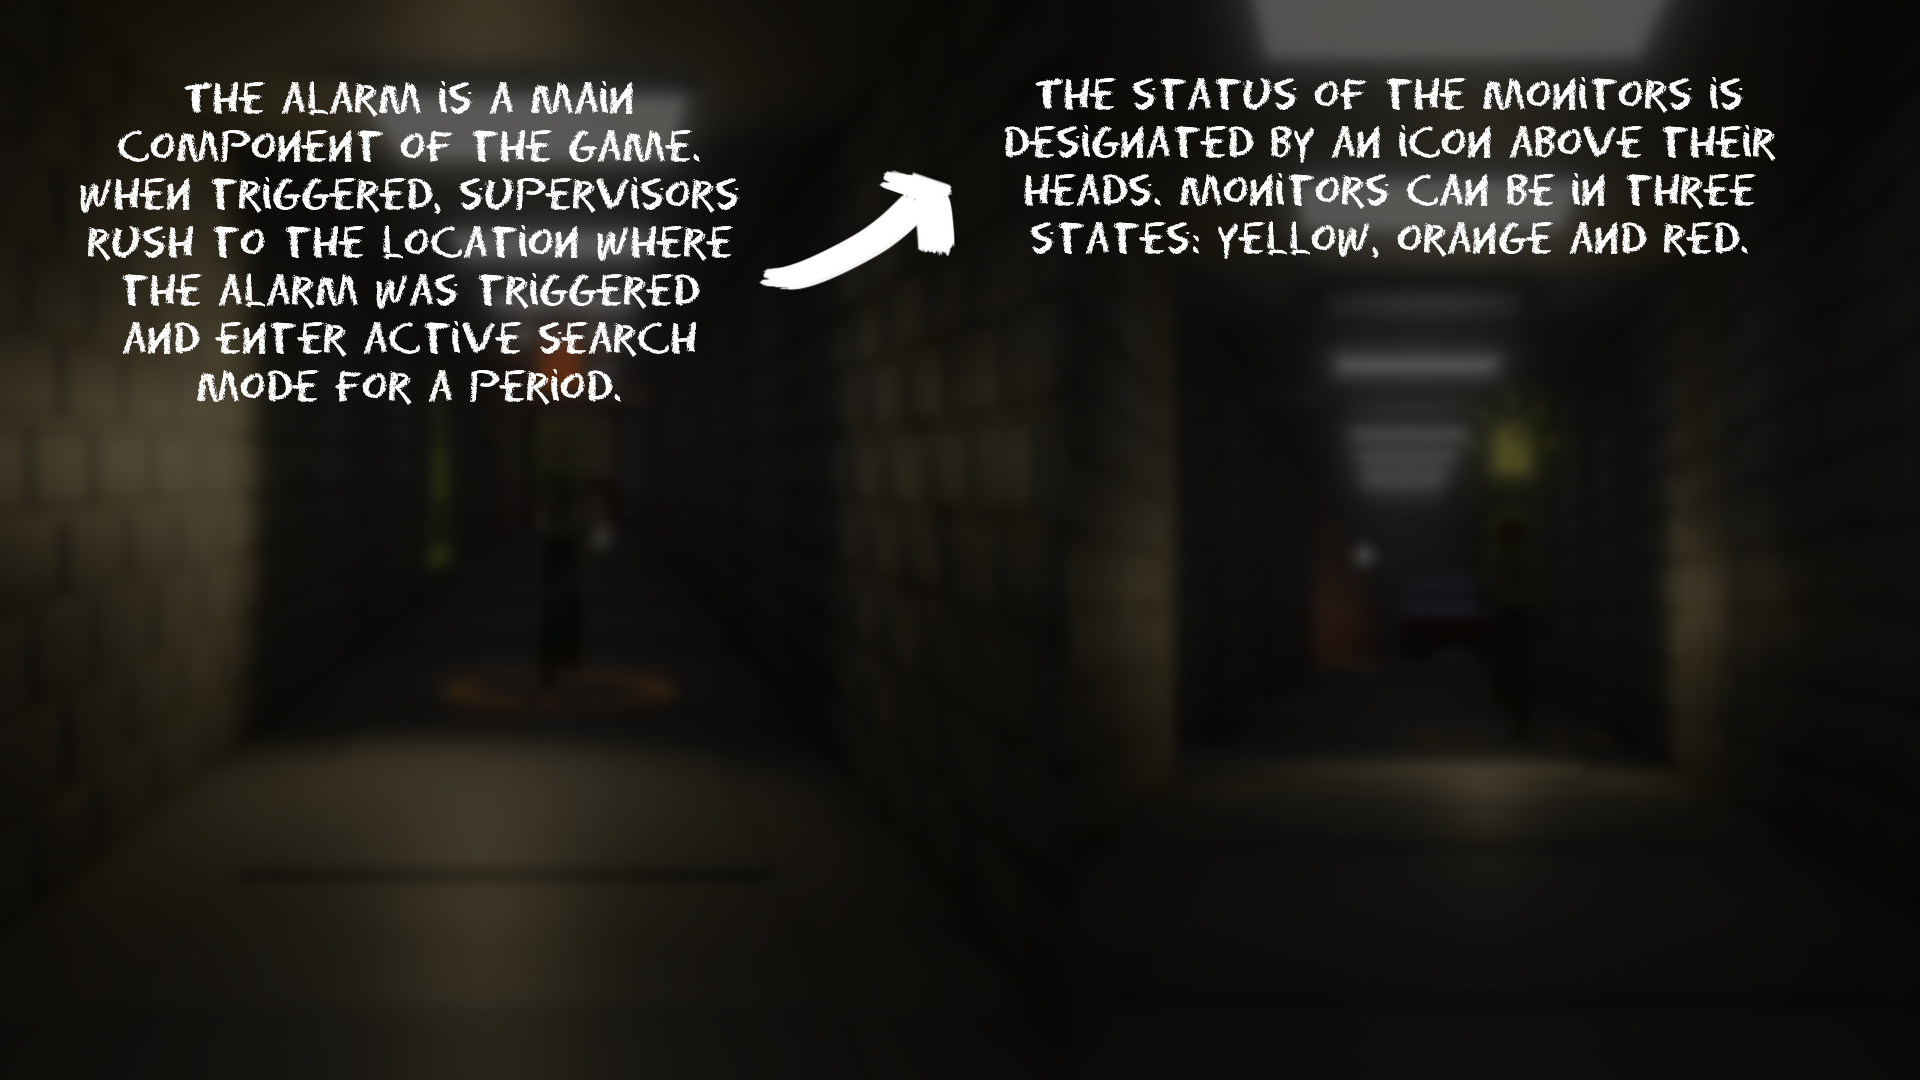 THE ALARM IS A MAIN
COMPONENT OF THE GAME.
WHEN TRIGGERED, SUPERVISORS
RUSH TO THE LOCATION WHERE
THE ALARM WAS TRIGGERED
AND ENTER ACTIVE SEARCH
MODE FOR A PERIOD.
THE STATUS OF THE MONITORS IS
DESIGNATED BY AN ICON ABOVE THEIR
HEADS. MONITORS CAN BE IN THREE
STATES: YELLOW, ORANGE AND RED.